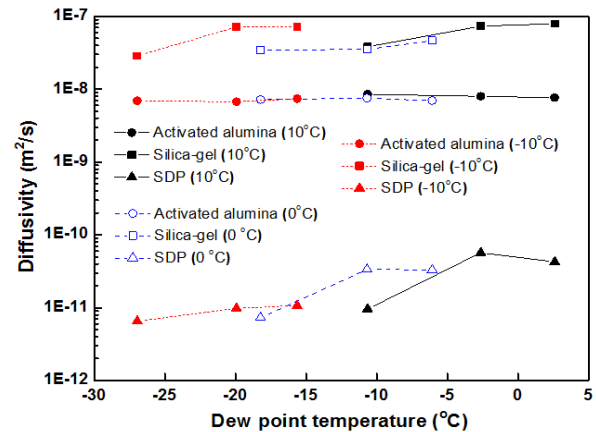 1E-7
1E-8
1E-9
1E-10
1E-11
1E-12
Diffusivity (m²/s)
Activated alumina (10°C)
Silica-gel (10°C)
SDP (10°C)
Activated alumina (-10°C)
Silica-gel (-10°C)
SDP (-10°C)
Activated alumina (0°C)
Silica-gel (0 °C)
SDP (0 °C)
-30 -25 -20 -15 -10 -5 0 5
Dew point temperature (°C)